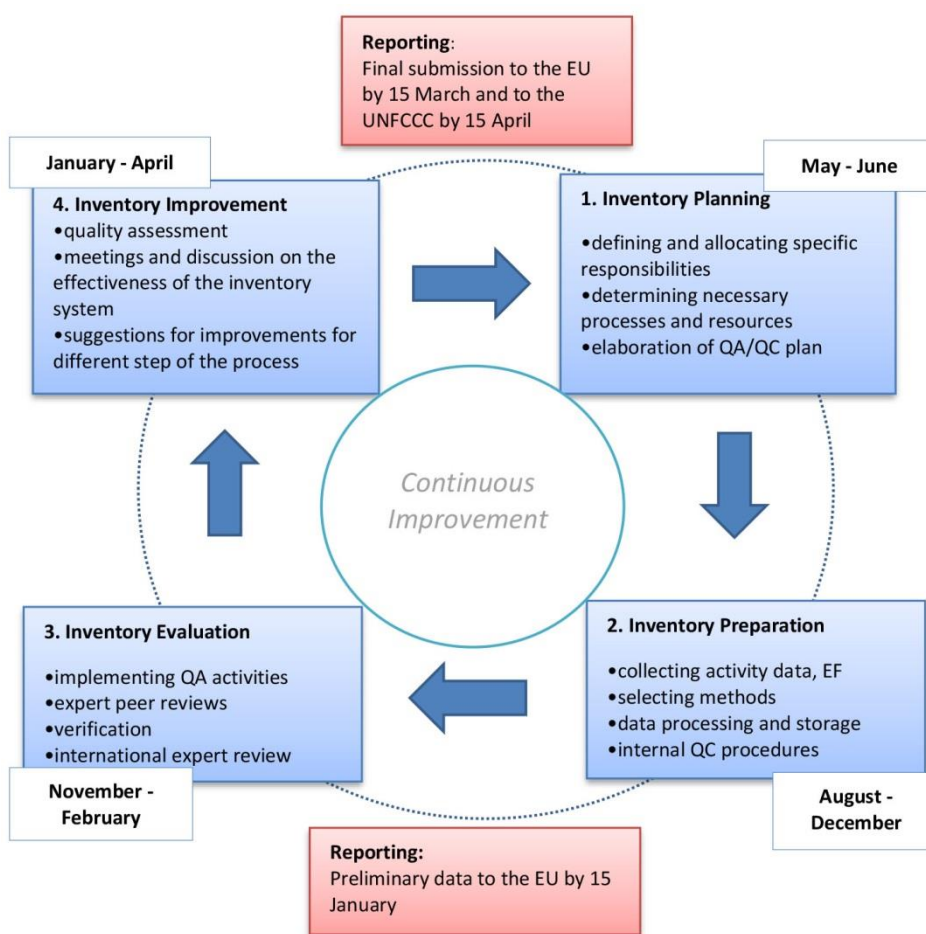 Reporting:
Final submission to the EU
by 15 March and to the
UNFCCC by 15 April
January - April
4. Inventory Improvement
•quality assessment
•meetings and discussion on the
effectiveness of the inventory
system
•suggestions for improvements for
different step of the process
May - June
1. Inventory Planning
•defining and allocating specific
responsibilities
•determining necessary
processes and resources
•elaboration of QA/QC plan
Continuous
Improvement
3. Inventory Evaluation
•implementing QA activities
•expert peer reviews
•verification
•international expert review
November -
February
2. Inventory Preparation
•collecting activity data, EF
•selecting methods
•data processing and storage
•internal QC procedures
August -
December
Reporting:
Preliminary data to the EU by 15
January